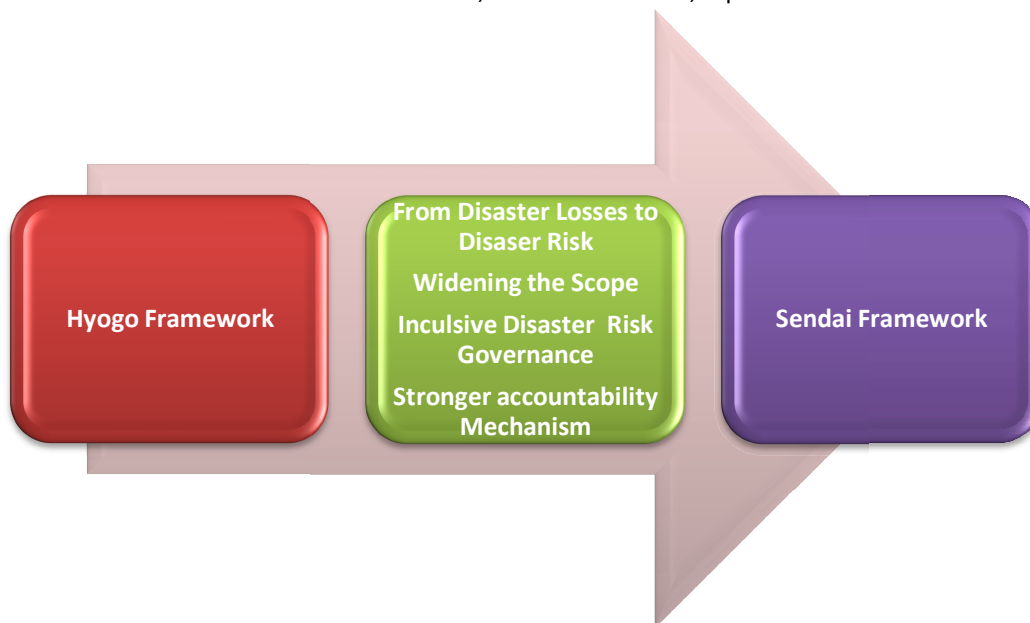 Hyogo Framework
From Disaster Losses to
Disaser Risk
Widening the Scope
Inculsive Disaster Risk
Governance
Stronger accountability
Mechanism
Sendai Framework